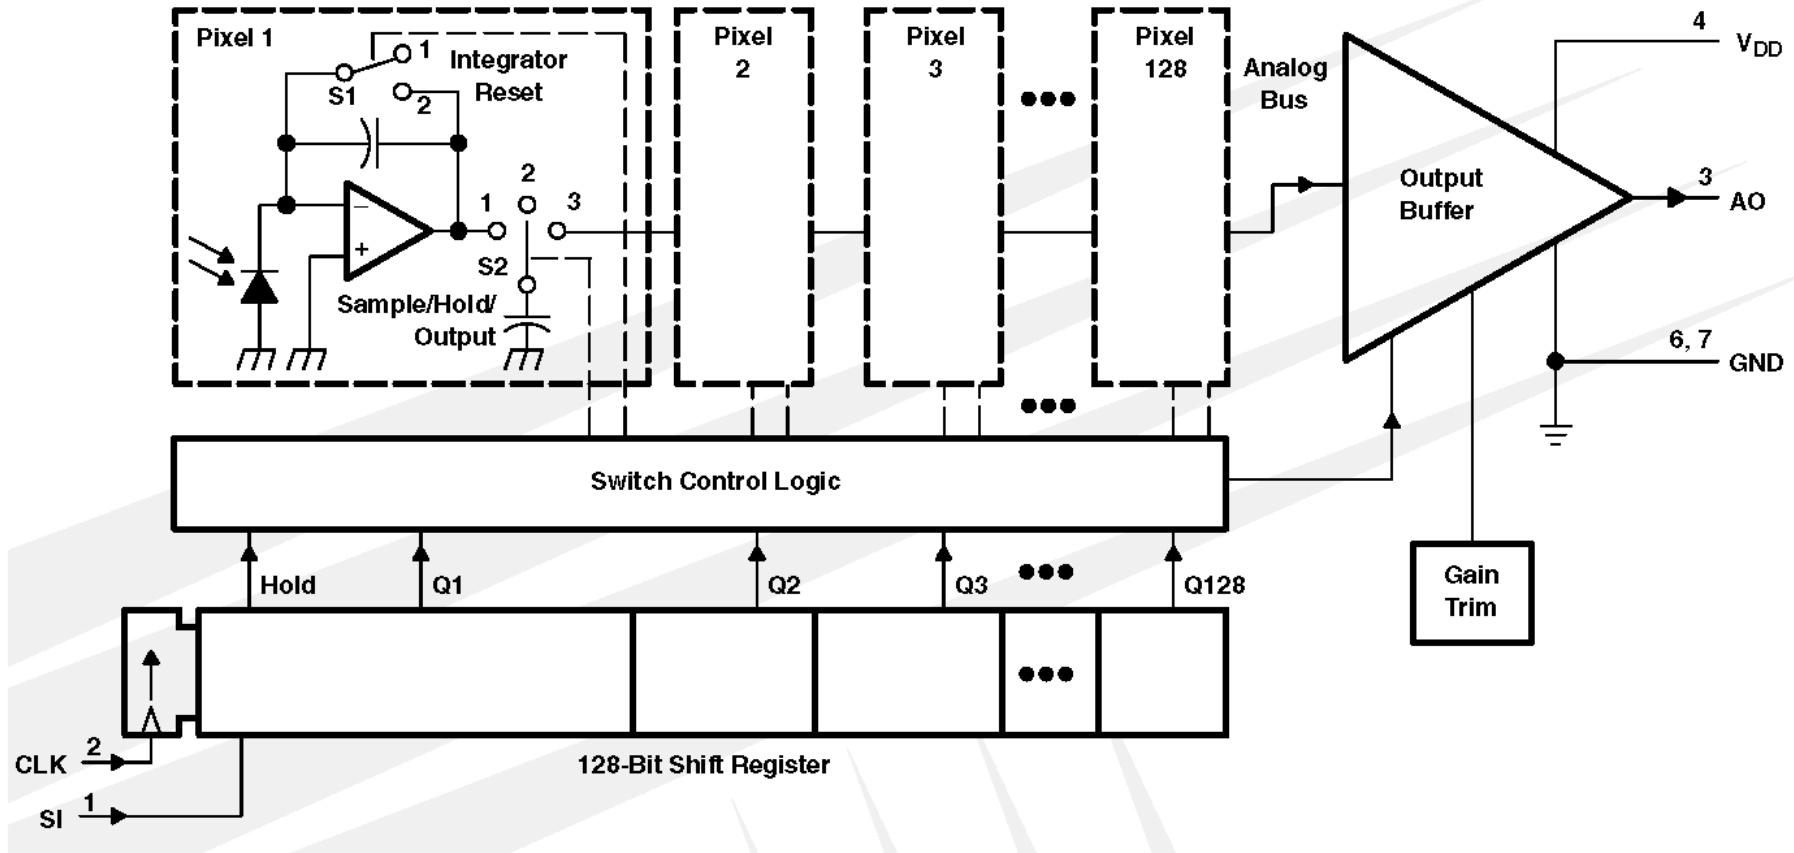 Pixel 1
1
Integrator
Reset
S1
2
−
+
1
2
3
S2
Sample/Hold/
Output
Pixel
2
Pixel
3
Pixel
128
Analog
Bus
Output
Buffer
4
VDD
3
AO
6, 7
GND
Switch Control Logic
Hold
Q1
Q2
Q3
Q128
Gain
Trim
CLK
2
128-Bit Shift Register
SI
1